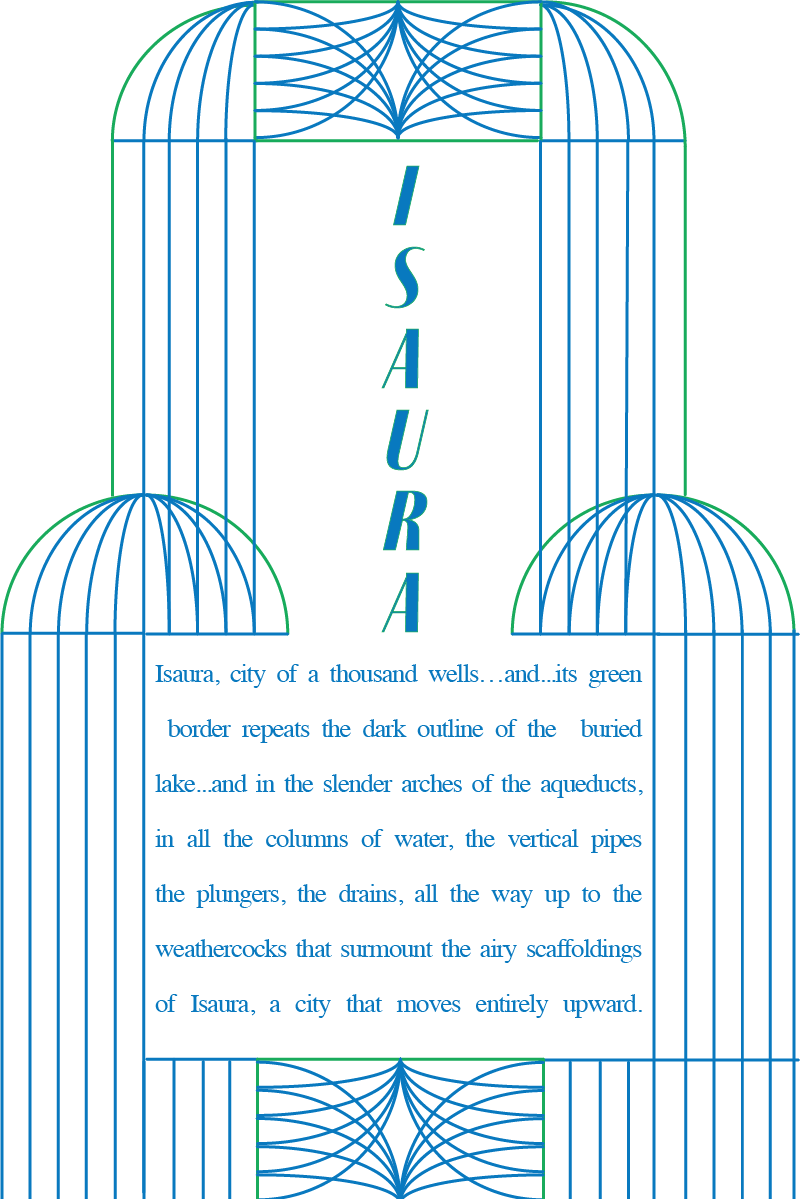 ISAURA
Isaura, city of a thousand wells…and...its green
border repeats the dark outline of the buried
lake...and in the slender arches of the aqueducts,
in all the columns of water, the vertical pipes
the plungers, the drains, all the way up to the
weathercocks that surmount the airy scaffoldings
of Isaura, a city that moves entirely upward.